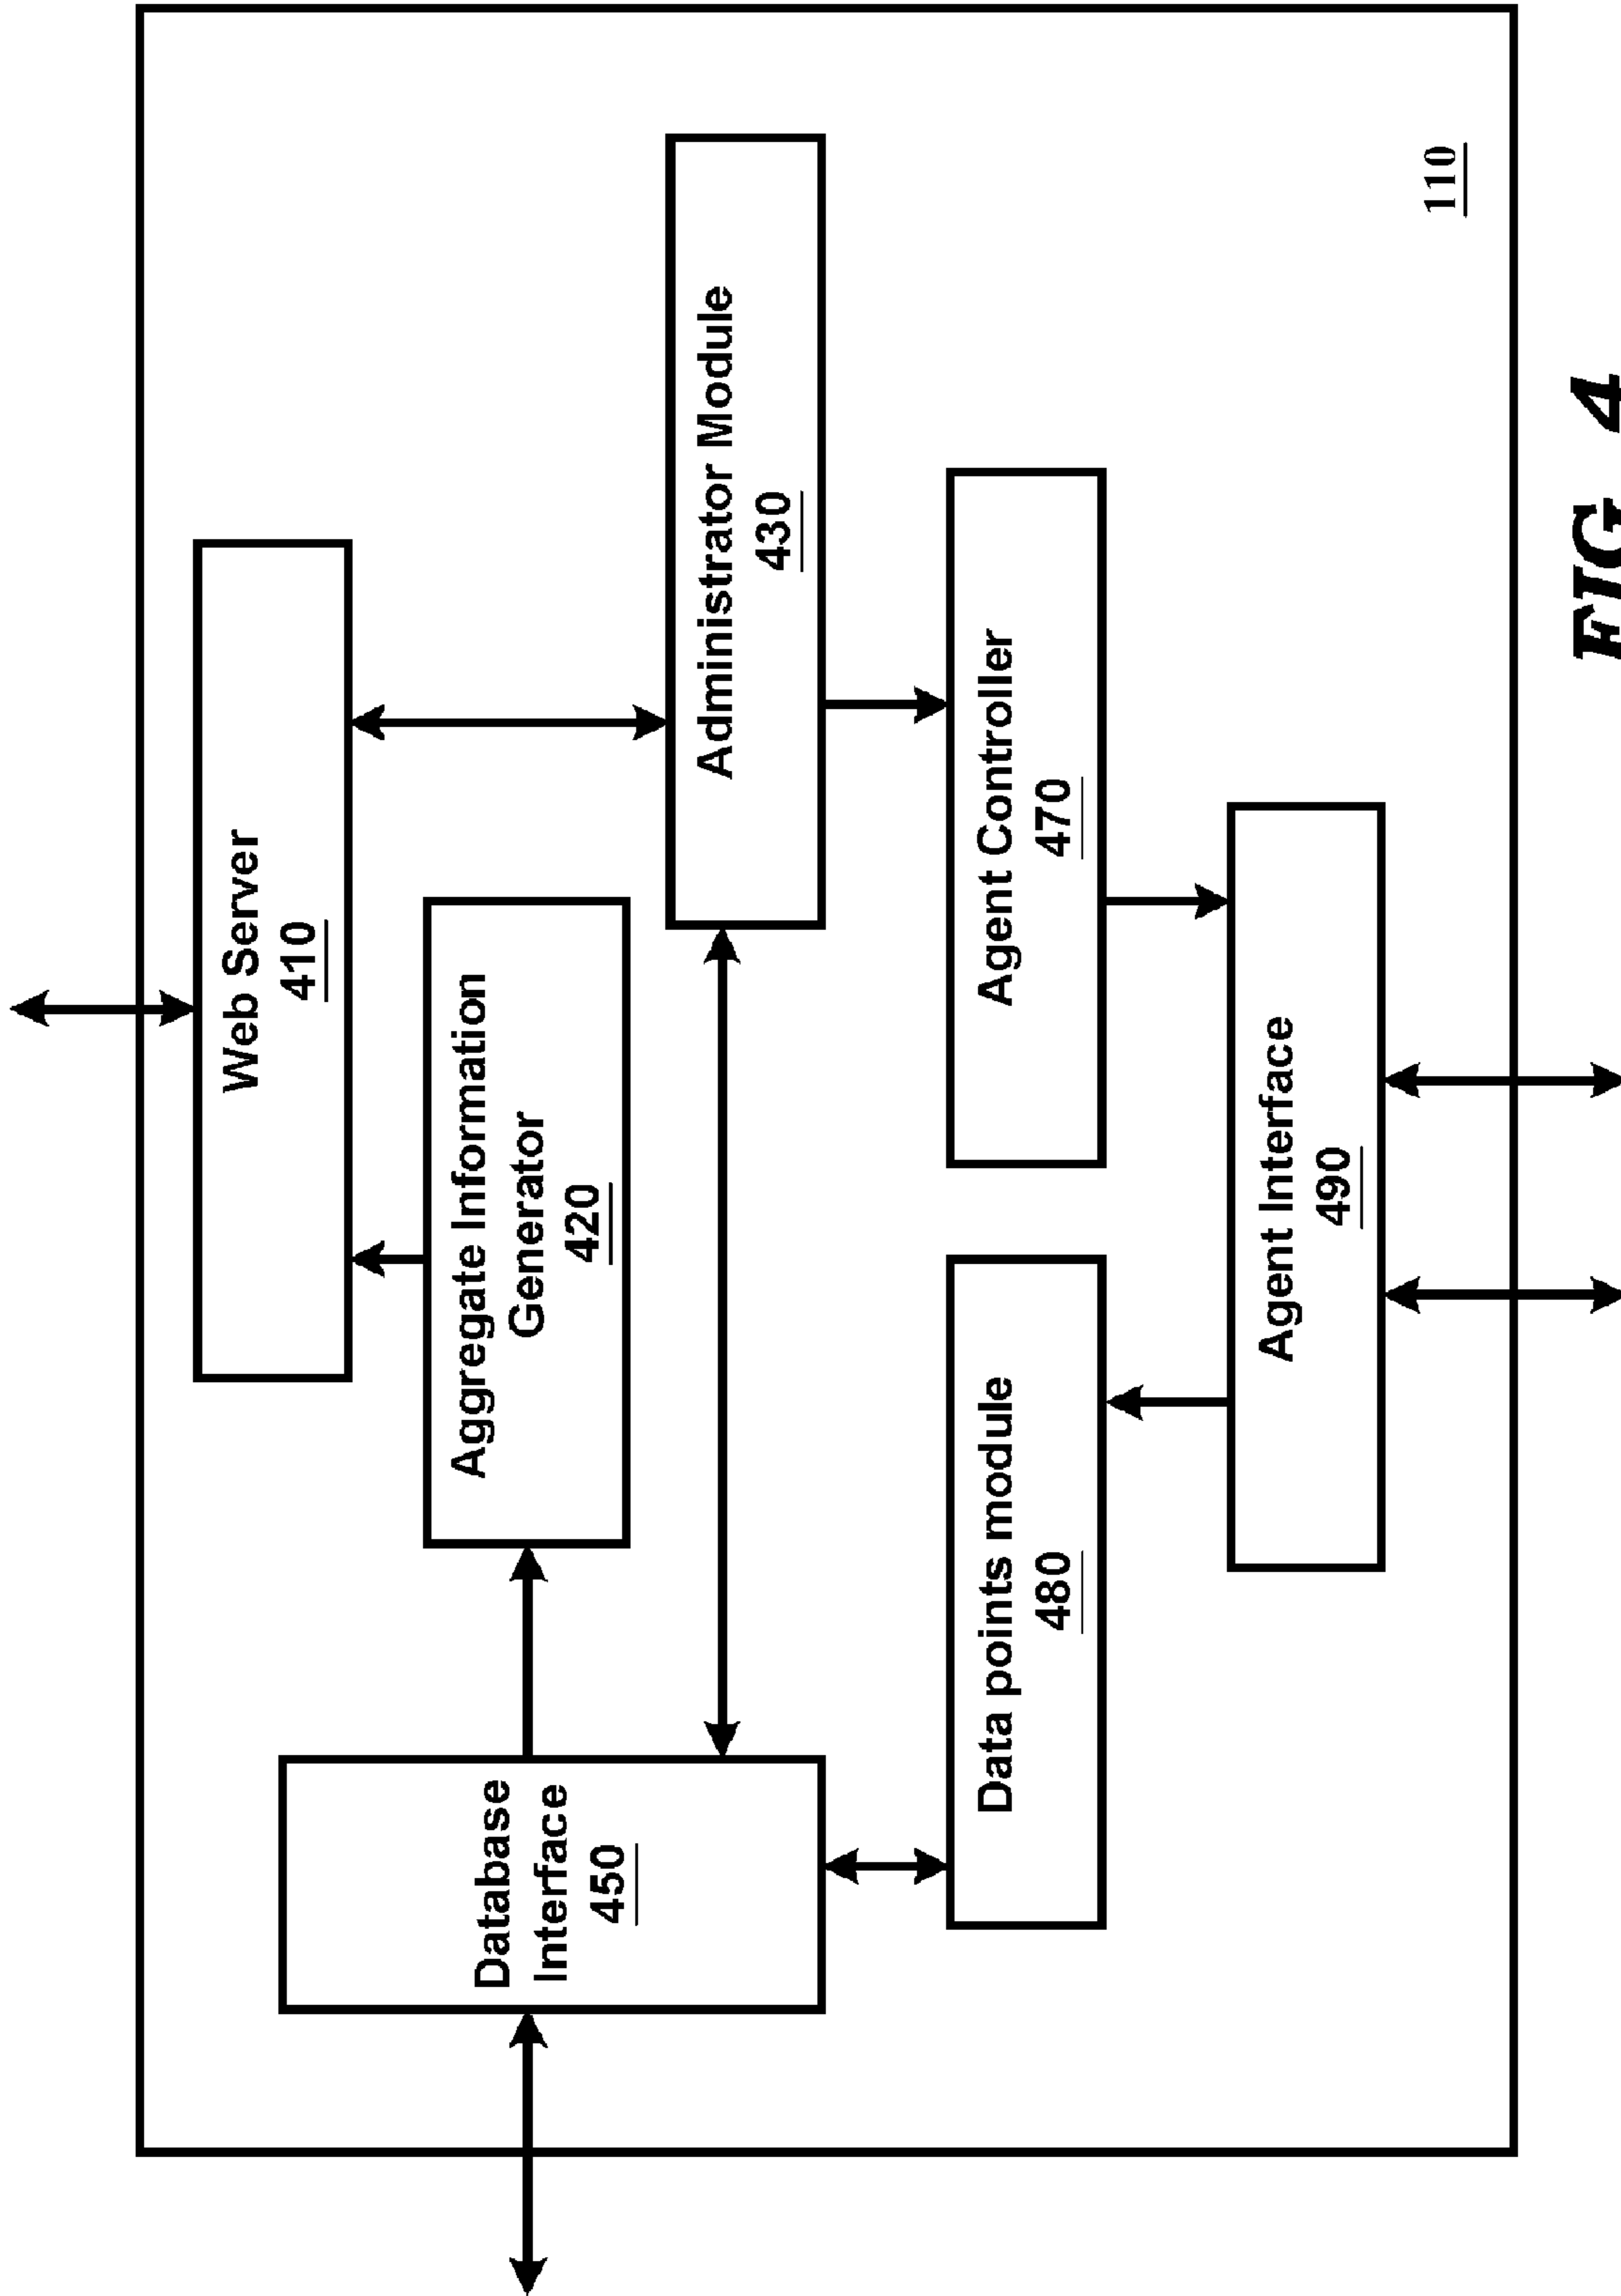 Web Server
410
Aggregate Information
Generator
420
Database
Interface
450
Administrator Module
430
Data points module
480
Agent Controller
470
Agent Interface
490
110
FIG 4